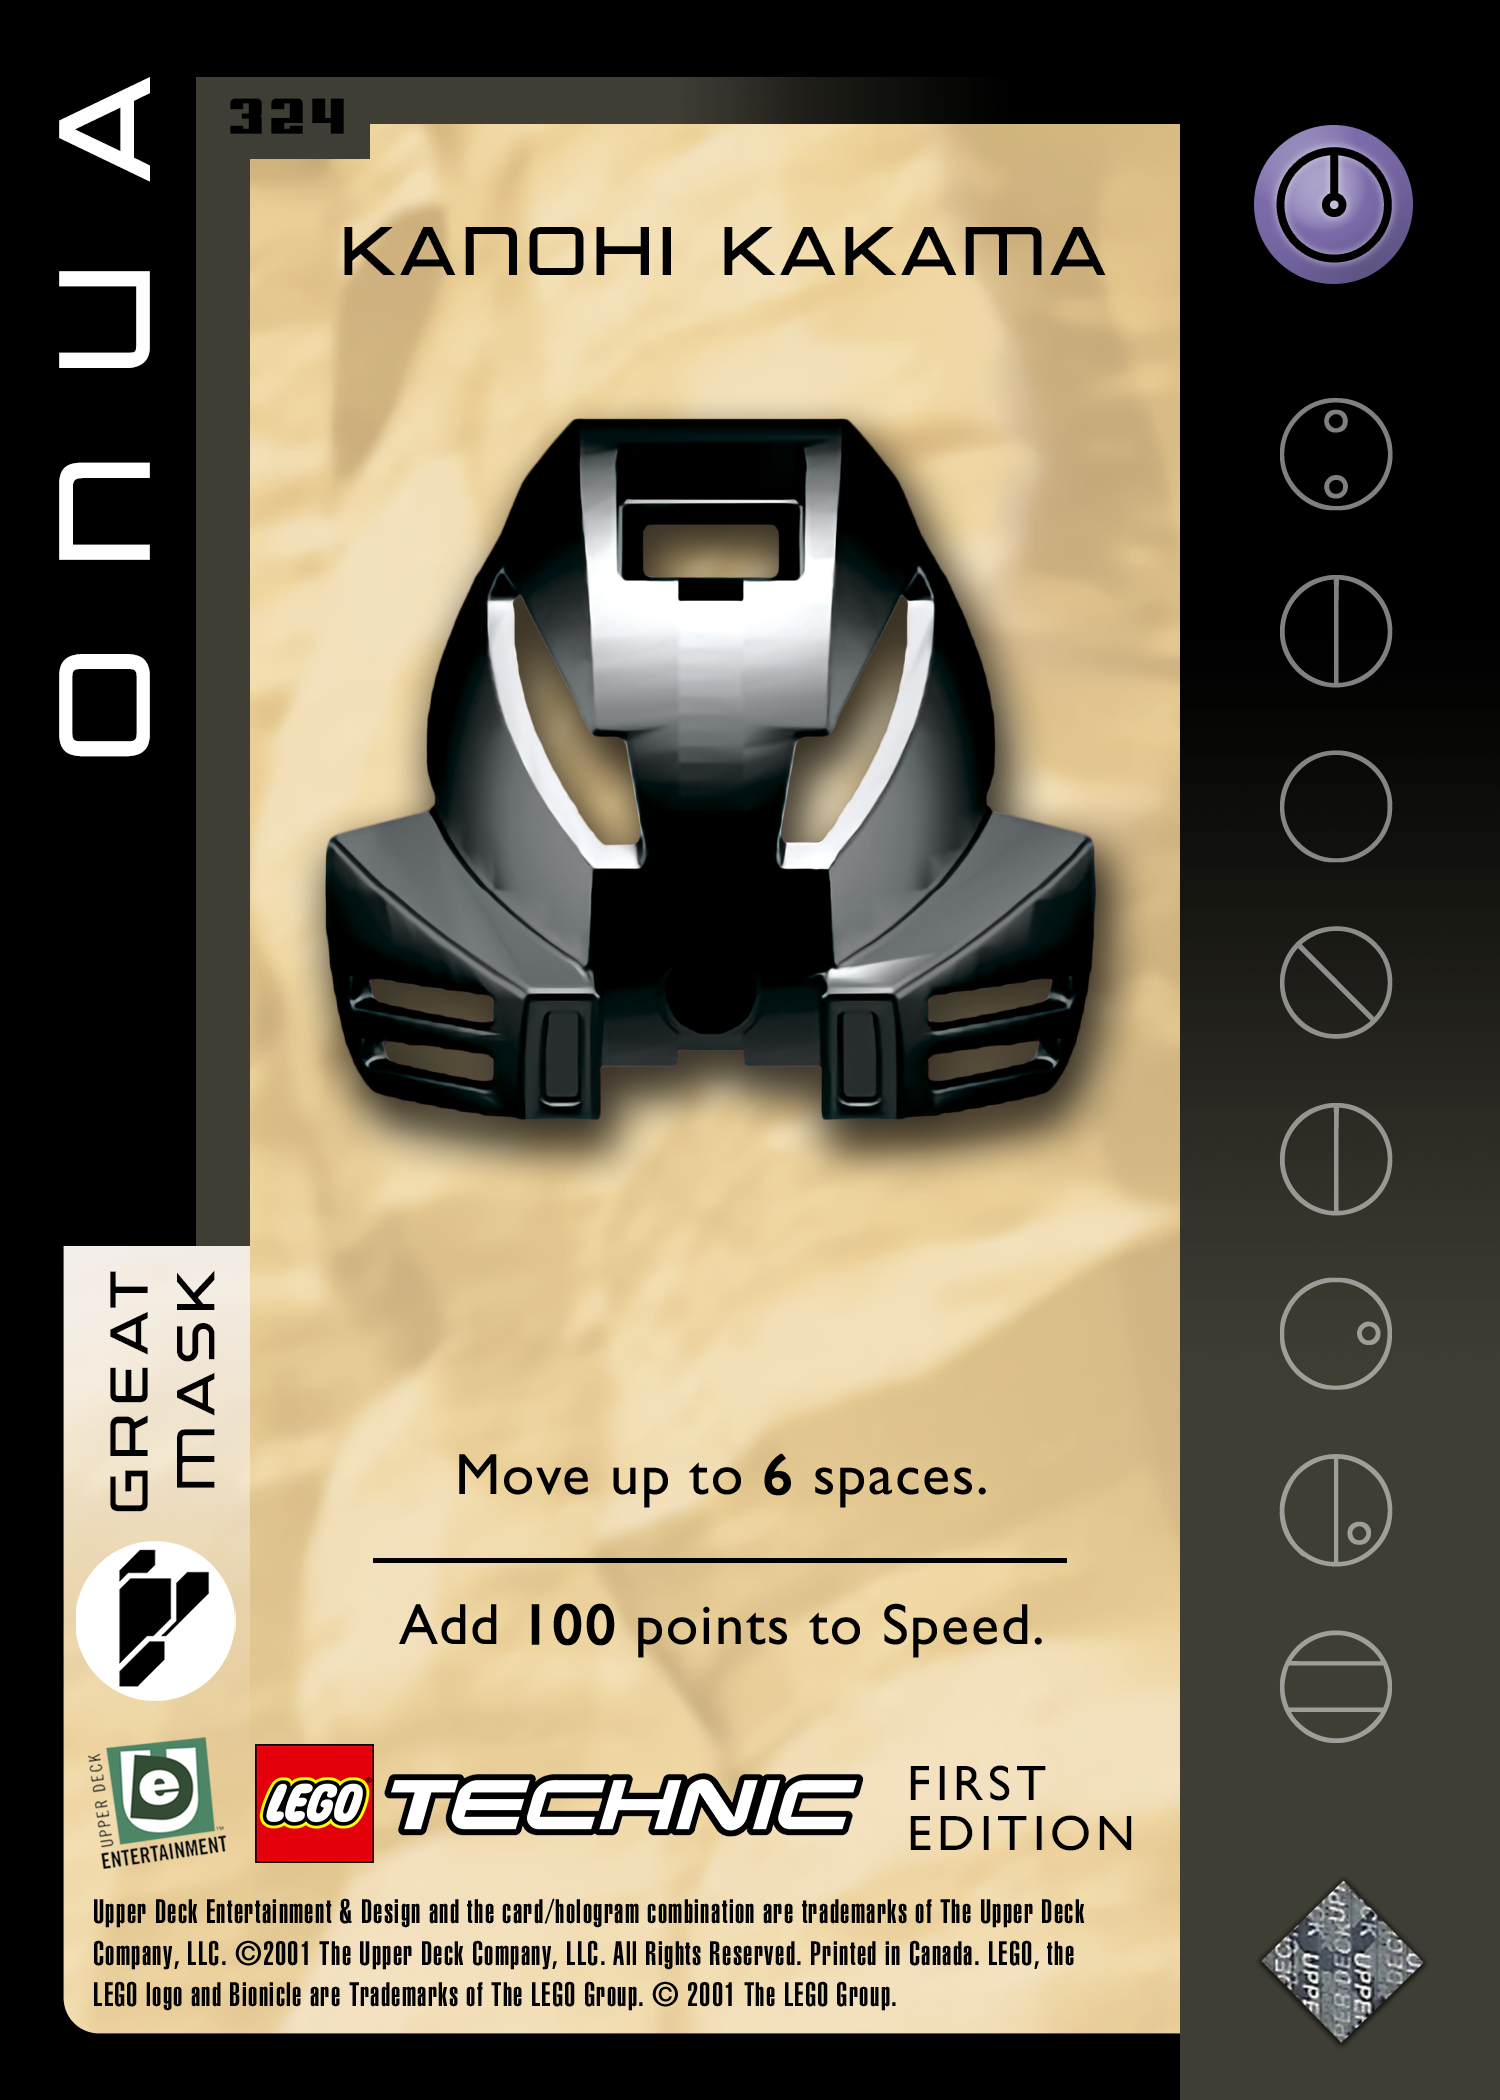 ONUA
324
KANOHI KAKAMA
GREAT
MASK
Move up to 6 spaces.
Add 100 points to Speed.
UPPER DECK
e
ENTERTAINMENT
™
LEGO
TECHNIC
FIRST
EDITION
Upper Deck Entertainment & Design and the card/hologram combination are trademarks of The Upper Deck
Company, LLC. ©2001 The Upper Deck Company, LLC. All Rights Reserved. Printed in Canada. LEGO, the
LEGO logo and Bionicle are Trademarks of The LEGO Group. © 2001 The LEGO Group.